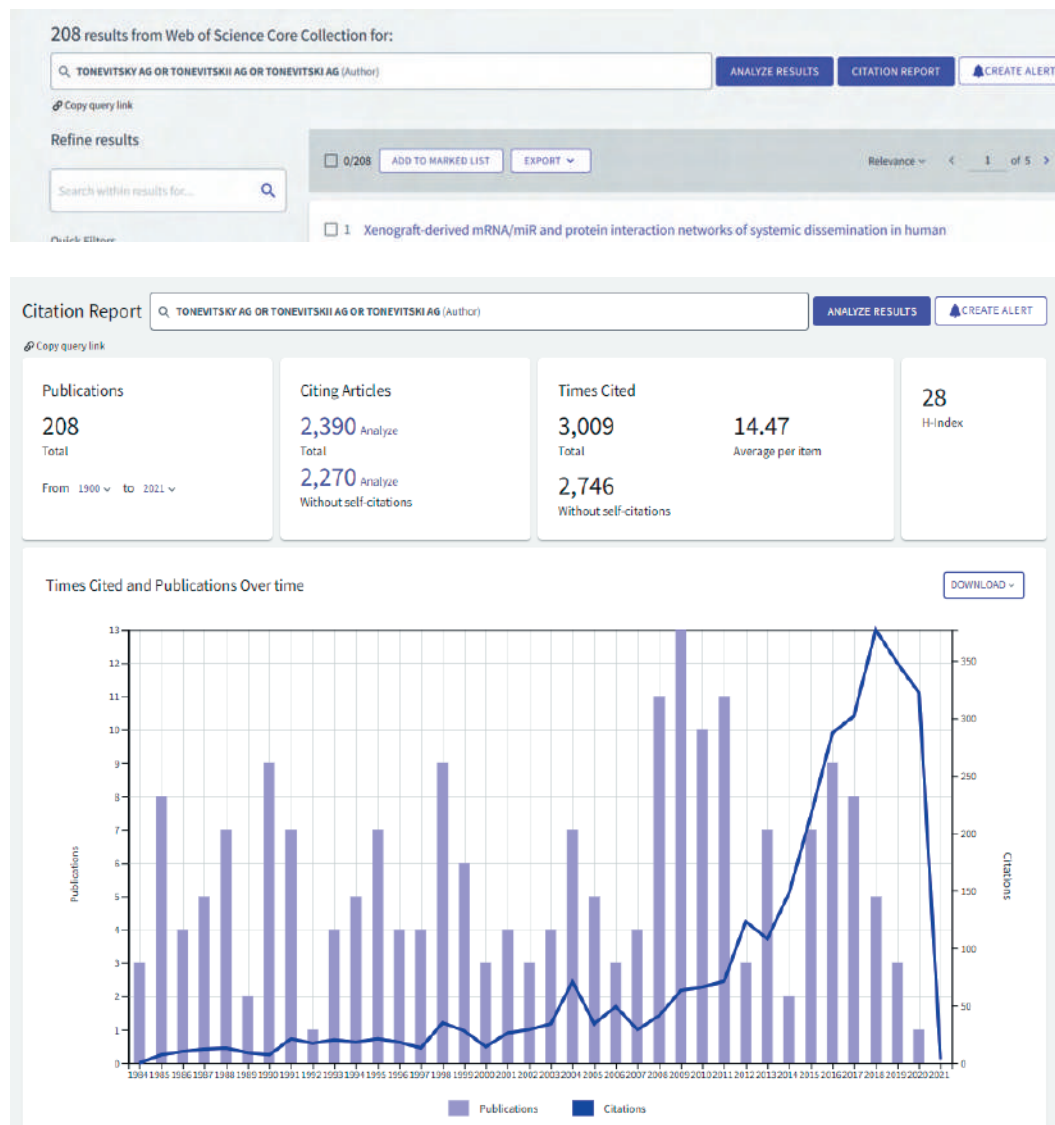 208 results from Web of Science Core Collection for:
TONEVITSKY AG OR TONEVITSKII AG OR TONEVITSKI AG (Author)
ANALYZE RESULTS
CITATION REPORT
CREATE ALERT
Copy query link
Refine results
0/208
ADD TO MARKED LIST
EXPORT
Relevance
1 of 5
Search within results for...
1 Xenograft-derived mRNA/miR and protein interaction networks of systemic dissemination in human
Quick Filters
Citation Report
TONEVITSKY AG OR TONEVITSKII AG OR TONEVITSKI AG (Author)
ANALYZE RESULTS
CREATE ALERT
Copy query link
Publications
208
Total
From 1900 to 2021
Citing Articles
2,390 Analyze
Total
2,270 Analyze
Without self-citations
Times Cited
3,009
Total
14.47
Average per item
2,746
Without self-citations
28
H-Index
Times Cited and Publications Over time
DOWNLOAD
13
12
11
10
9
8
7
6
5
4
3
2
1
0
Publications
350
300
250
200
150
100
50
0
Citations
1984 1985 1986 1987 1988 1989 1990 1991 1992 1993 1994 1995 1996 1997 1998 1999 2000 2001 2002 2003 2004 2005 2006 2007 2008 2009 2010 2011 2012 2013 2014 2015 2016 2017 2018 2019 2020 2021
Publications
Citations